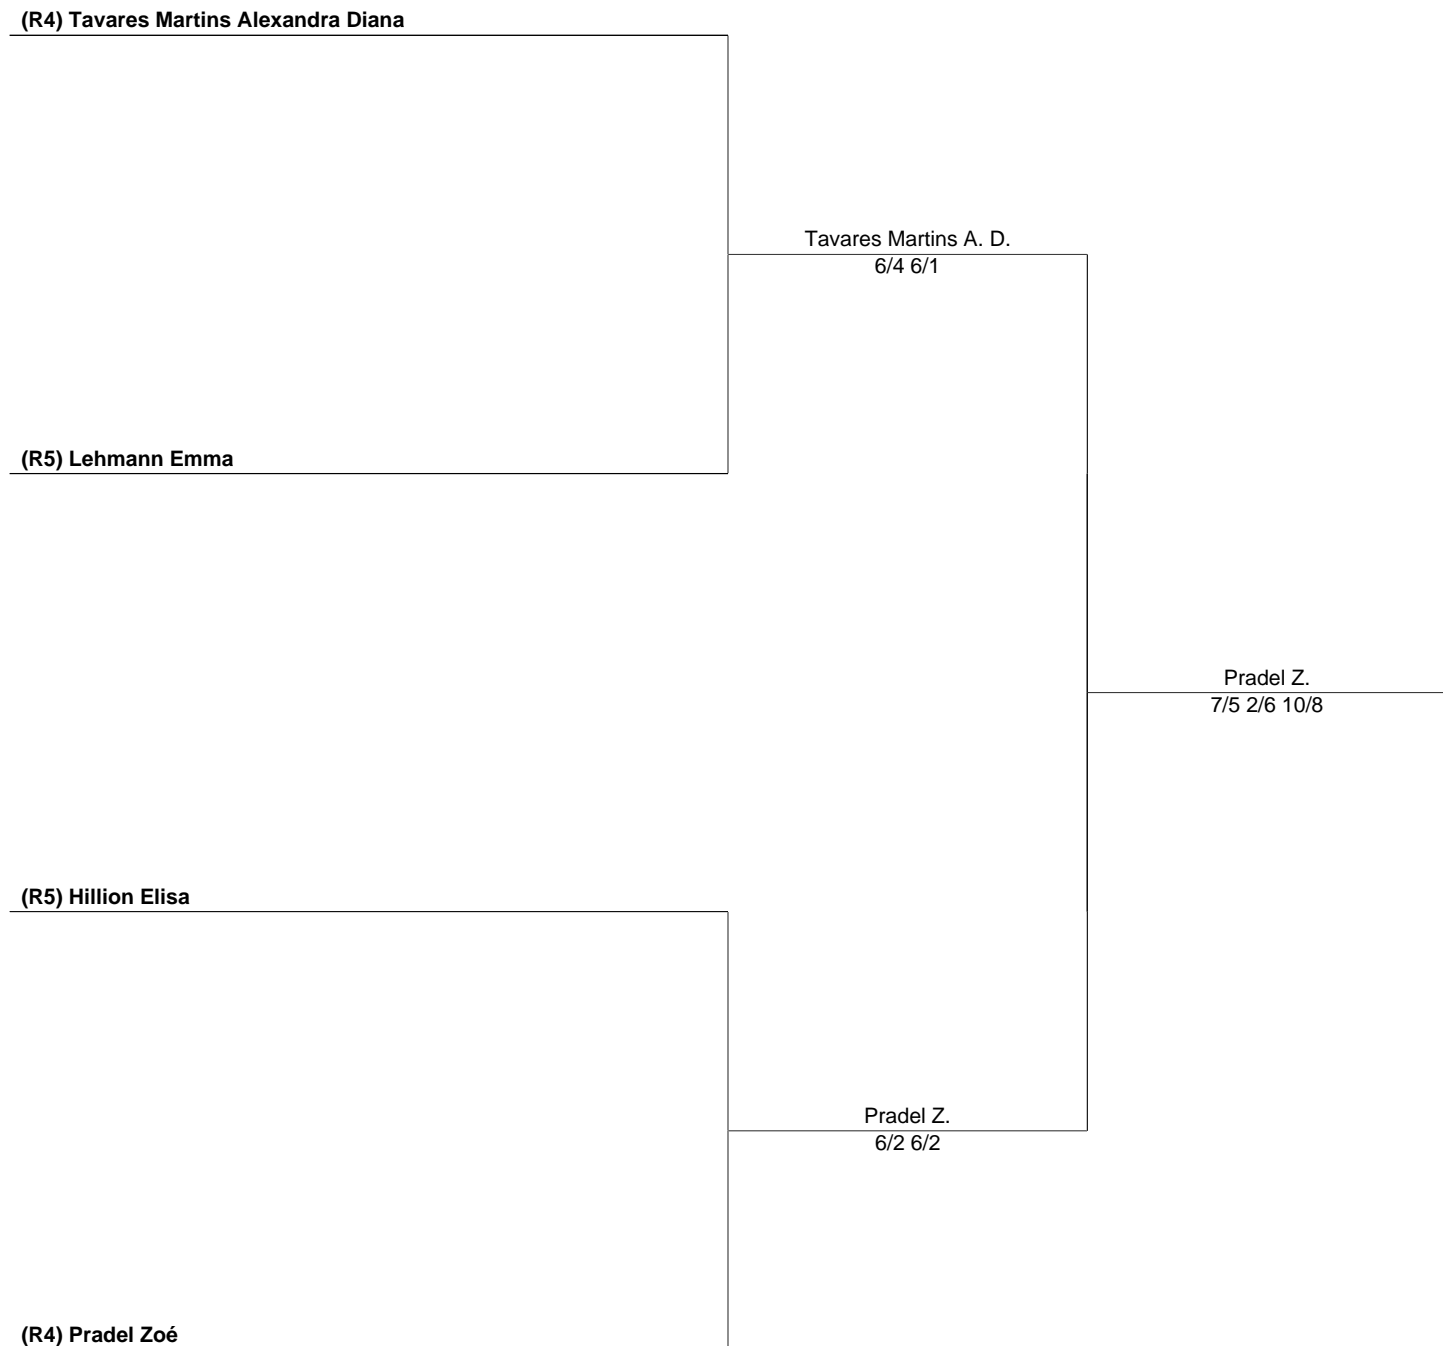 (R4) Tavares Martins Alexandra Diana
Tavares Martins A. D.
6/4 6/1
(R5) Lehmann Emma
Pradel Z.
7/5 2/6 10/8
(R5) Hillion Elisa
Pradel Z.
6/2 6/2
(R4) Pradel Zoé